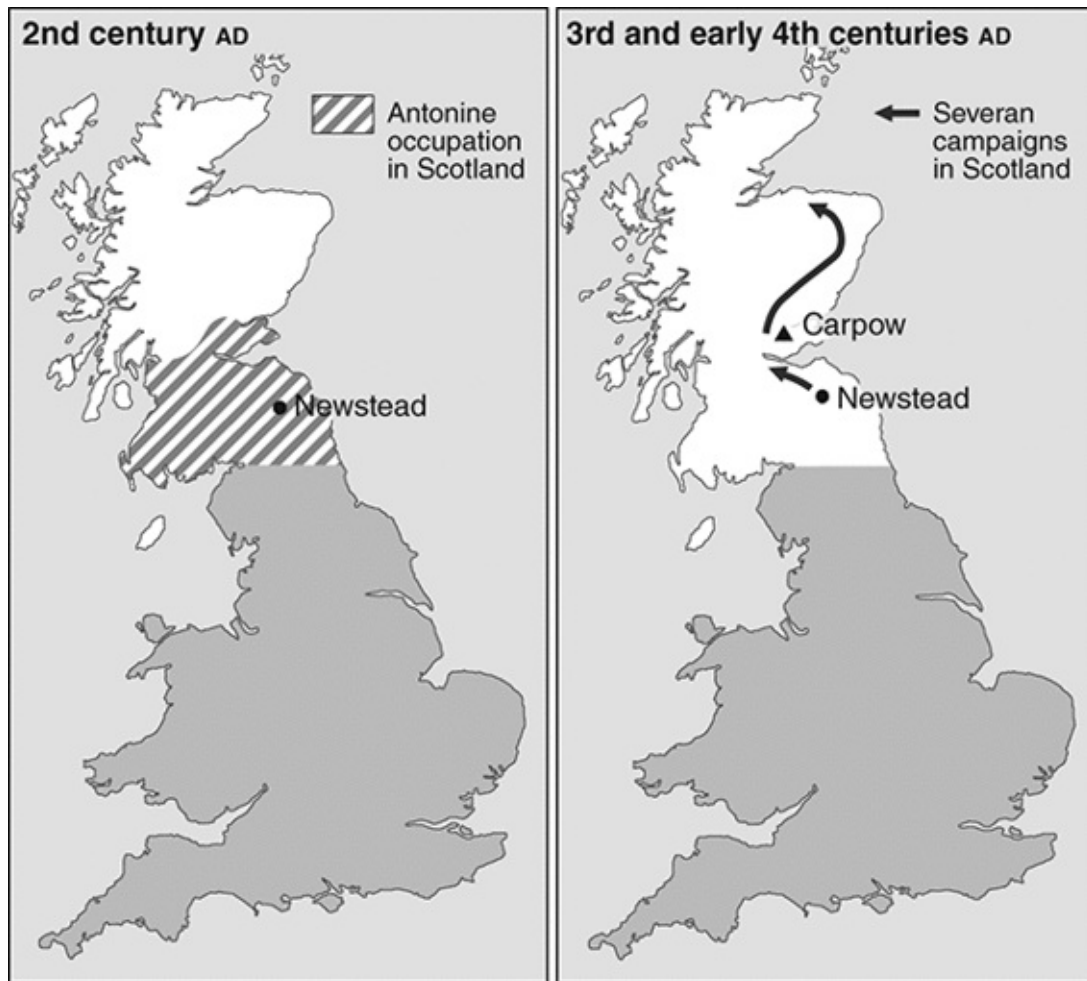 2nd century AD
Antonine
occupation
in Scotland
Newstead
3rd and early 4th centuries AD
Severan
campaigns
in Scotland
Carpow
Newstead